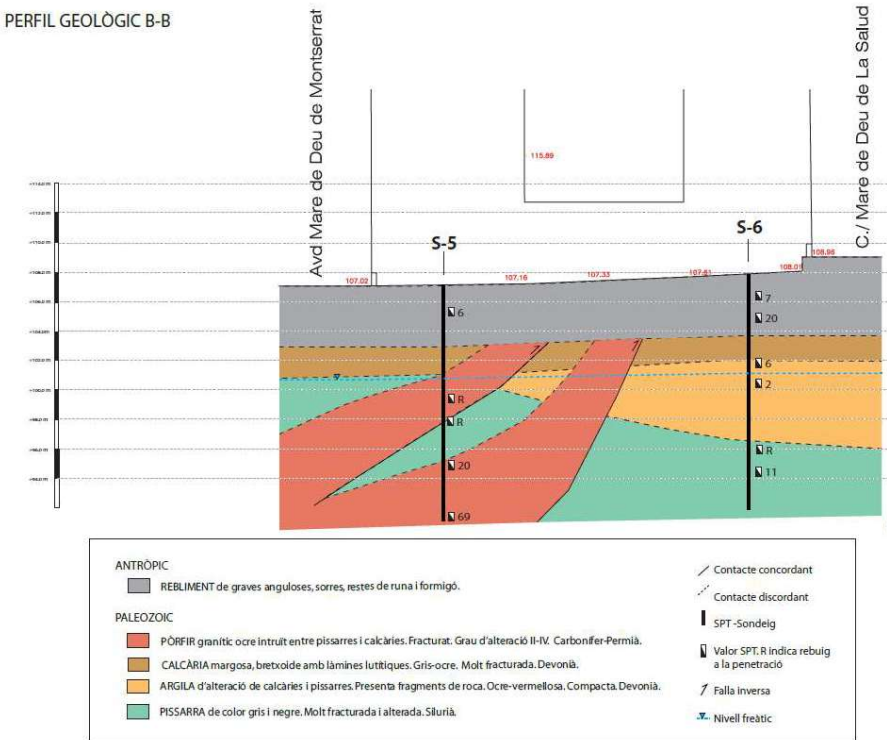 PERFIL GEOLÒGIC B-B
Avd Mare de Deu de Montserrat
C./ Mare de Deu de La Salud
115.89
S-5
S-6
108.98
107.02
107.16
107.33
107.61
108.01
6
7
20
6
2
R
R
R
20
11
69
ANTRÒPIC
REBLIMENT de graves anguloses, sorres, restes de runa i formigó.
PALEOZOIC
PÒRFIR granític ocre intruït entre pissarres i calcàries. Fracturat. Grau d'alteració II-IV. Carbonífer-Permià.
CALCÀRIA margosa, bretxoide amb làmines lutítiques. Gris-ocre. Molt fracturada. Devonià.
ARGILA d'alteració de calcàries i pissarres. Presenta fragments de roca. Ocre-vermellosa. Compacta. Devonià.
PISSARRA de color gris i negre. Molt fracturada i alterada. Silurià.
Contacte concordant
Contacte discordant
SPT -Sondeig
Valor SPT. R indica rebuig
a la penetració
Falla inversa
Nivell freàtic